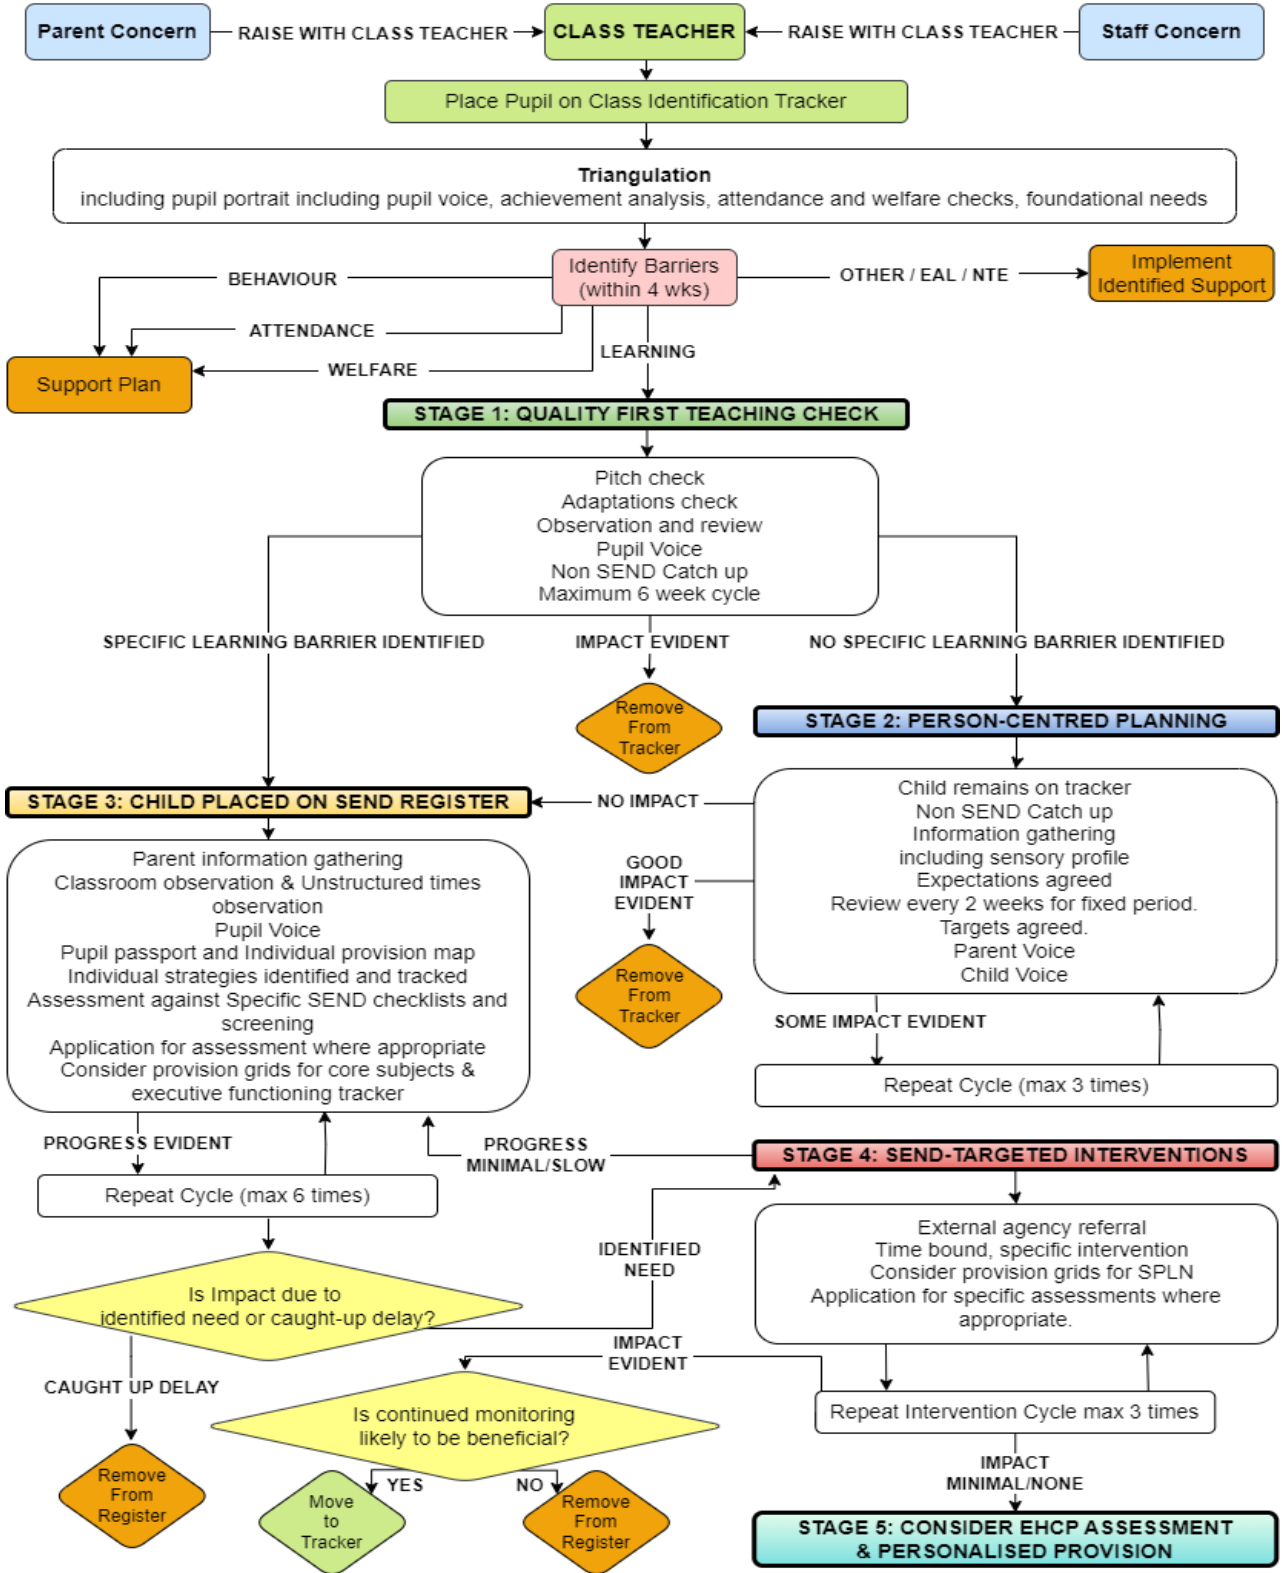 Parent Concern
RAISE WITH CLASS TEACHER
CLASS TEACHER
RAISE WITH CLASS TEACHER
Staff Concern
Place Pupil on Class Identification Tracker
Triangulation
including pupil portrait including pupil voice, achievement analysis, attendance and welfare checks, foundational needs
Identify Barriers
(within 4 wks)
BEHAVIOUR
OTHER / EAL / NTE
Implement
Identified Support
ATTENDANCE
LEARNING
WELFARE
Support Plan
STAGE 1: QUALITY FIRST TEACHING CHECK
Pitch check
Adaptations check
Observation and review
Pupil Voice
Non SEND Catch up
Maximum 6 week cycle
SPECIFIC LEARNING BARRIER IDENTIFIED
IMPACT EVIDENT
NO SPECIFIC LEARNING BARRIER IDENTIFIED
Remove
From
Tracker
STAGE 2: PERSON-CENTRED PLANNING
Child remains on tracker
Non SEND Catch up
Information gathering
including sensory profile
Expectations agreed
Review every 2 weeks for fixed period.
Targets agreed.
Parent Voice
Child Voice
NO IMPACT
GOOD
IMPACT
EVIDENT
Remove
From
Tracker
SOME IMPACT EVIDENT
Repeat Cycle (max 3 times)
STAGE 3: CHILD PLACED ON SEND REGISTER
Parent information gathering
Classroom observation & Unstructured times
observation
Pupil Voice
Pupil passport and Individual provision map
Individual strategies identified and tracked
Assessment against Specific SEND checklists and
screening
Application for assessment where appropriate
Consider provision grids for core subjects &
executive functioning tracker
PROGRESS EVIDENT
Repeat Cycle (max 6 times)
PROGRESS
MINIMAL/SLOW
STAGE 4: SEND-TARGETED INTERVENTIONS
External agency referral
Time bound, specific intervention
Consider provision grids for SPLN
Application for specific assessments where
appropriate.
IDENTIFIED
NEED
Is Impact due to
identified need or caught-up delay?
CAUGHT UP DELAY
Remove
From
Register
IMPACT
EVIDENT
Repeat Intervention Cycle max 3 times
Is continued monitoring
likely to be beneficial?
YES
NO
Move
to
Tracker
Remove
From
Register
IMPACT
MINIMAL/NONE
STAGE 5: CONSIDER EHCP ASSESSMENT
& PERSONALISED PROVISION